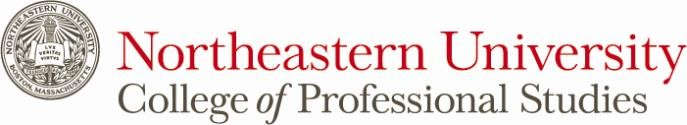 NORTHEASTERN UNIVERSITY
LVX
VERITAS
VIRTVS
BOSTON, MASSACHUSETTS
Northeastern University
College of Professional Studies